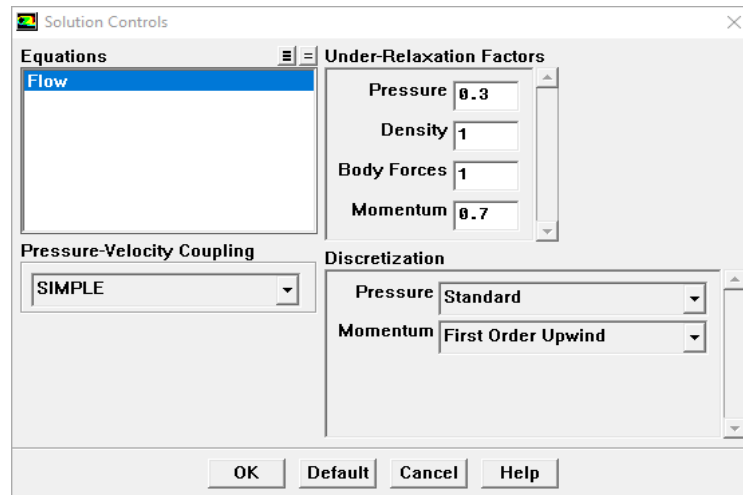 Solution Controls
Equations
Flow
Under-Relaxation Factors
Pressure 0.3
Density 1
Body Forces 1
Momentum 0.7
Pressure-Velocity Coupling
SIMPLE
Discretization
Pressure Standard
Momentum First Order Upwind
OK Default Cancel Help